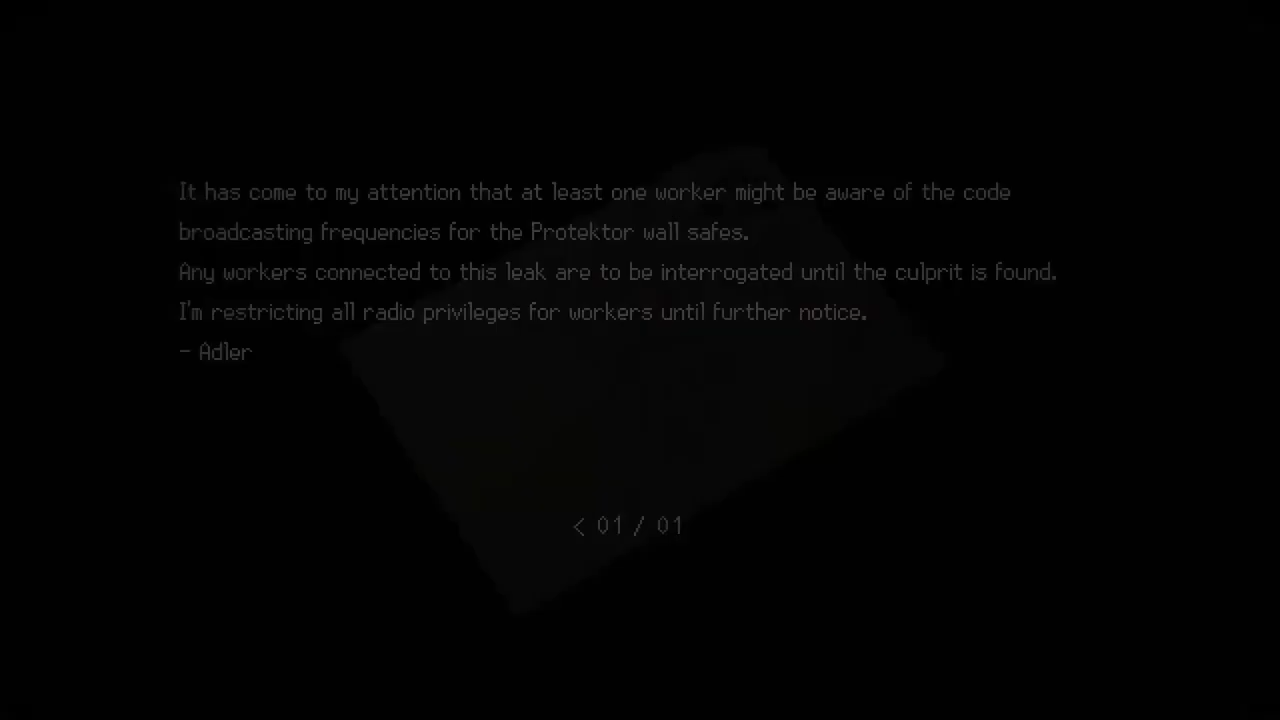 It has come to my attention that at least one worker might be aware of the code
broadcasting frequencies for the Protektor wall safes.
Any workers connected to this leak are to be interrogated until the culprit is found.
I'm restricting all radio privileges for workers until further notice.
- Adler
< 01 / 01